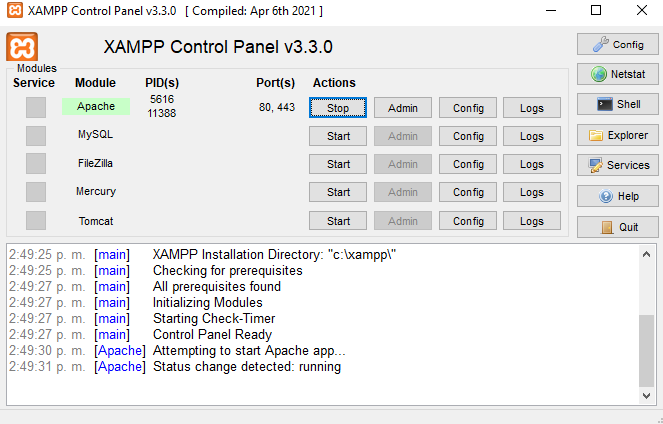 XAMPP Control Panel v3.3.0 [ Compiled: Apr 6th 2021 ]
XAMPP Control Panel v3.3.0
Config
Modules
Service Module PID(s) Port(s) Actions
Netstat
Apache 5616 11388 80, 443 Stop Admin Config Logs
Shell
MySQL Start Admin Config Logs
Explorer
FileZilla Start Admin Config Logs
Services
Mercury Start Admin Config Logs
Help
Tomcat Start Admin Config Logs
Quit
2:49:25 p. m. [main] XAMPP Installation Directory: "c:\xampp\"
2:49:25 p. m. [main] Checking for prerequisites
2:49:27 p. m. [main] All prerequisites found
2:49:27 p. m. [main] Initializing Modules
2:49:27 p. m. [main] Starting Check-Timer
2:49:27 p. m. [main] Control Panel Ready
2:49:30 p. m. [Apache] Attempting to start Apache app...
2:49:31 p. m. [Apache] Status change detected: running